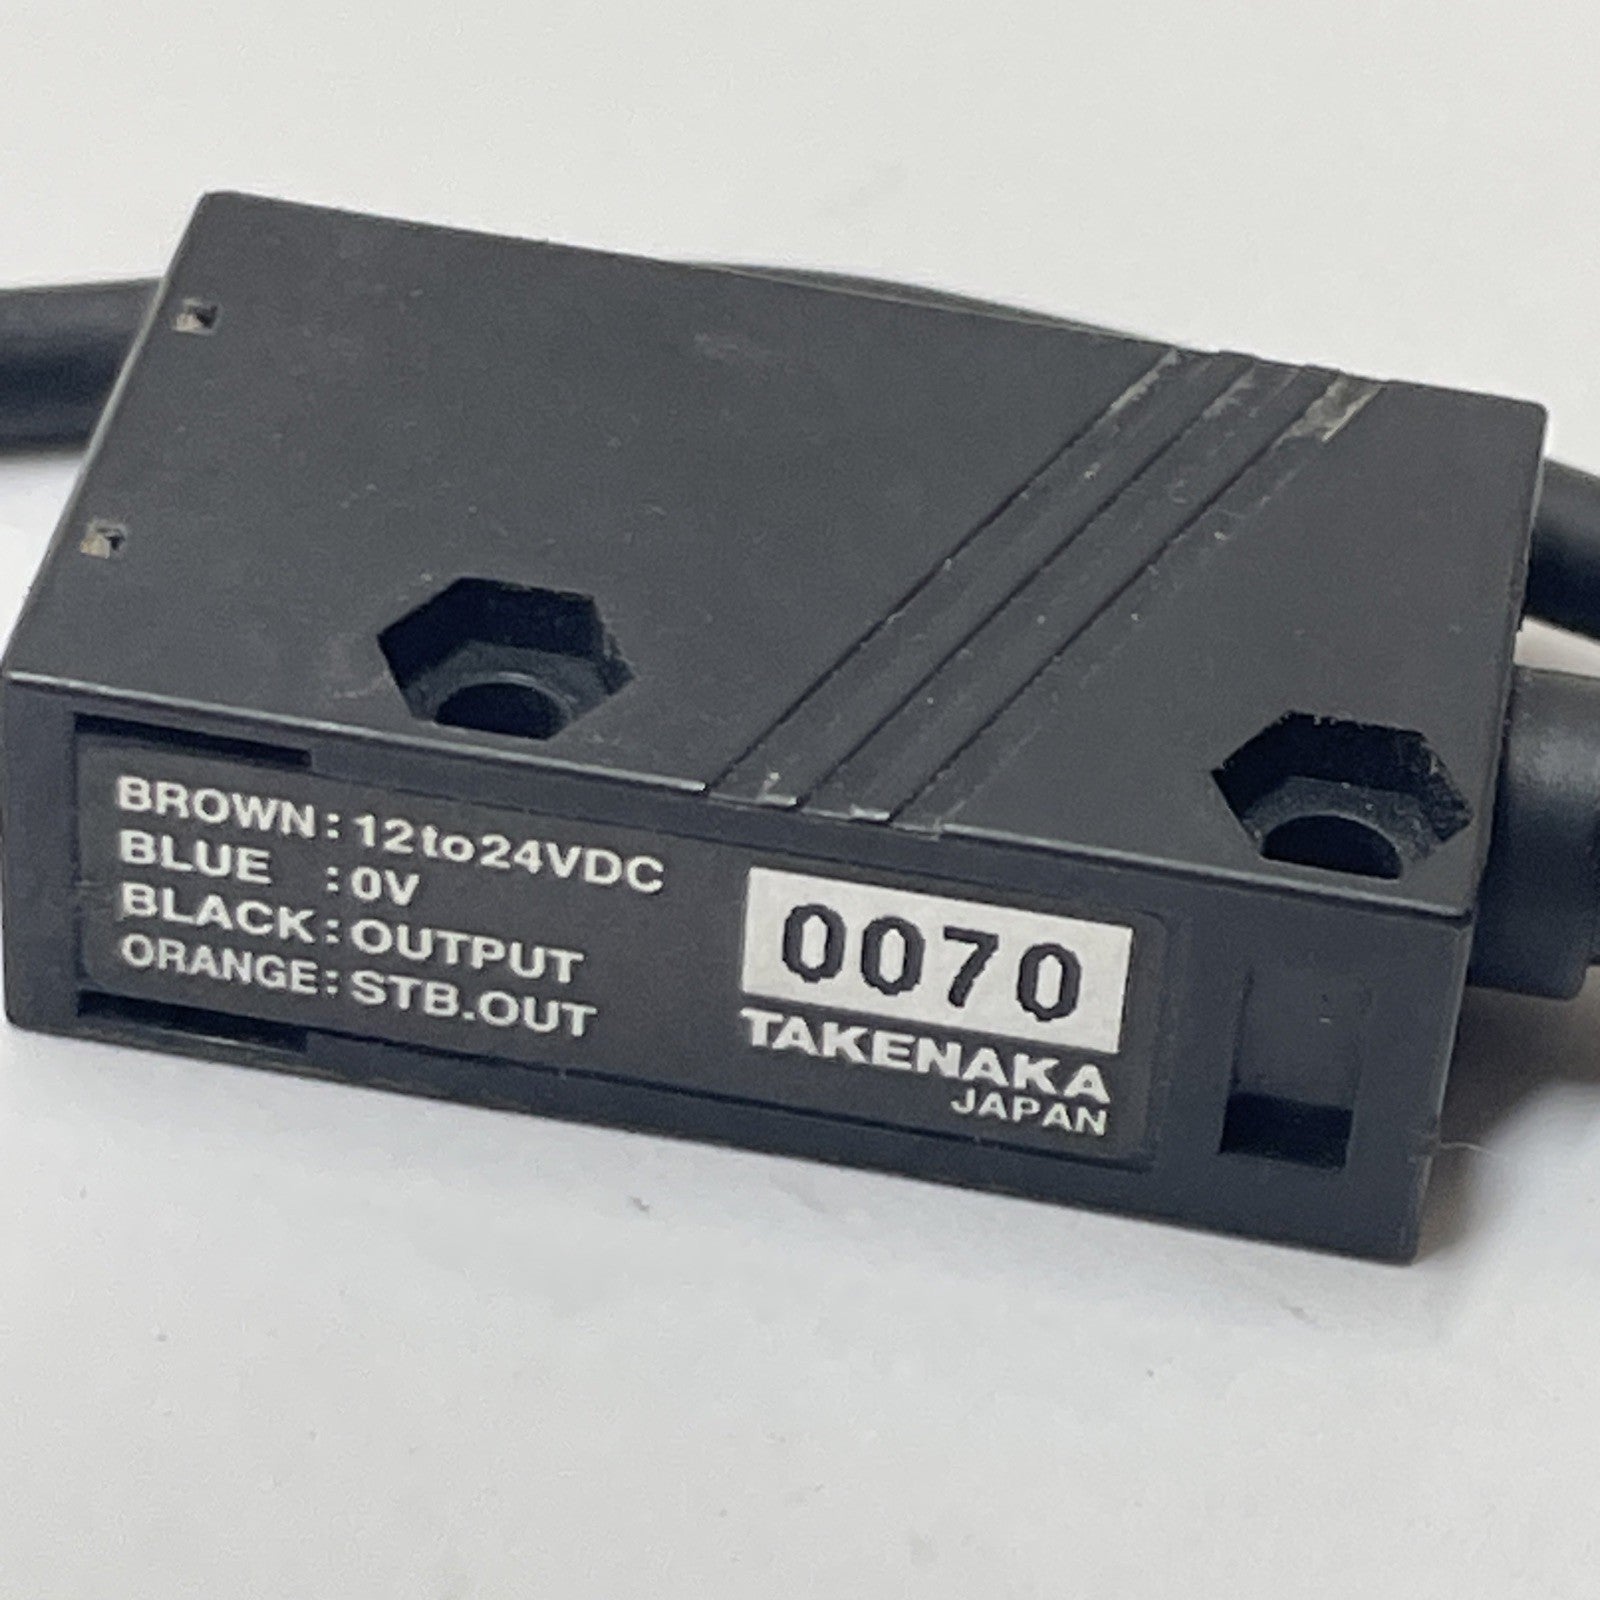 BROWN:12to24VDC
BLUE :0V
BLACK:OUTPUT
ORANGE:STB.OUT
0070
TAKENAKA
JAPAN